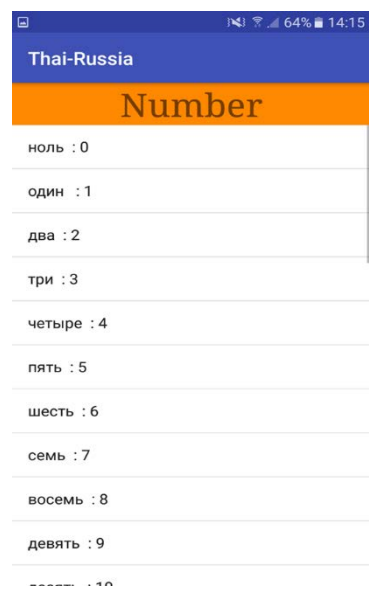 64% 14:15
Thai-Russia
Number
ноль : 0
один : 1
два : 2
три : 3
четыре : 4
пять : 5
шесть : 6
семь : 7
восемь : 8
девять : 9